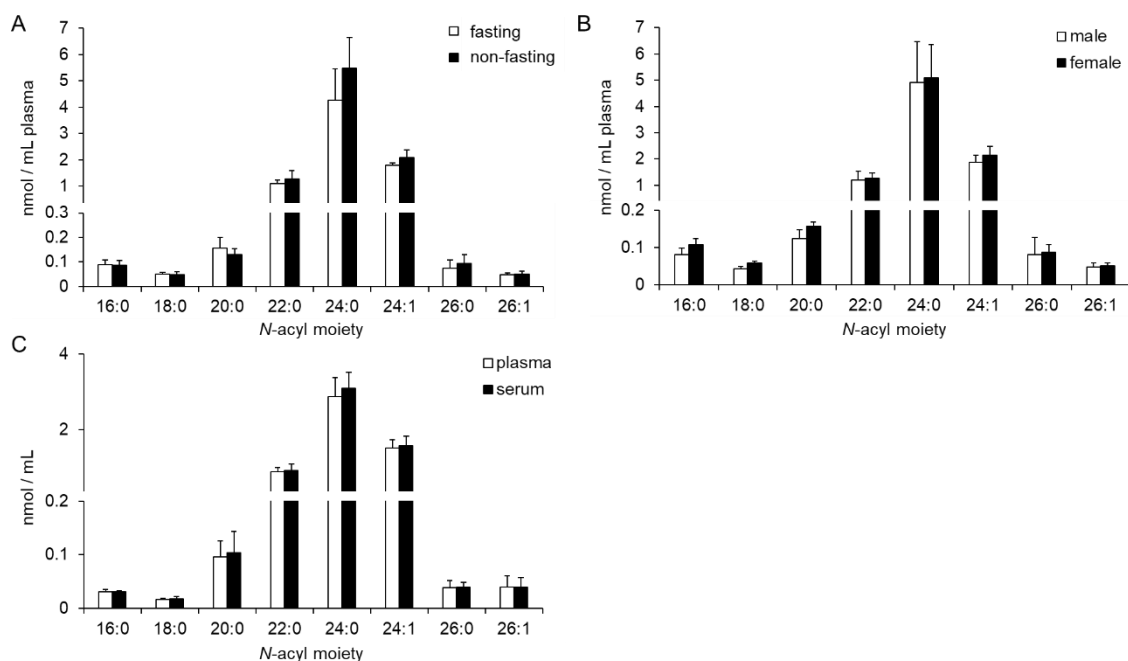 A
fasting
non-fasting
nmol / mL plasma
7
6
5
4
3
2
1
0.3
0.2
0.1
0
16:0 18:0 20:0 22:0 24:0 24:1 26:0 26:1
N-acyl moiety
B
male
female
nmol / mL plasma
7
6
5
4
3
2
1
0.2
0.1
0
16:0 18:0 20:0 22:0 24:0 24:1 26:0 26:1
N-acyl moiety
C
plasma
serum
nmol / mL
4
2
0.2
0.1
0
16:0 18:0 20:0 22:0 24:0 24:1 26:0 26:1
N-acyl moiety